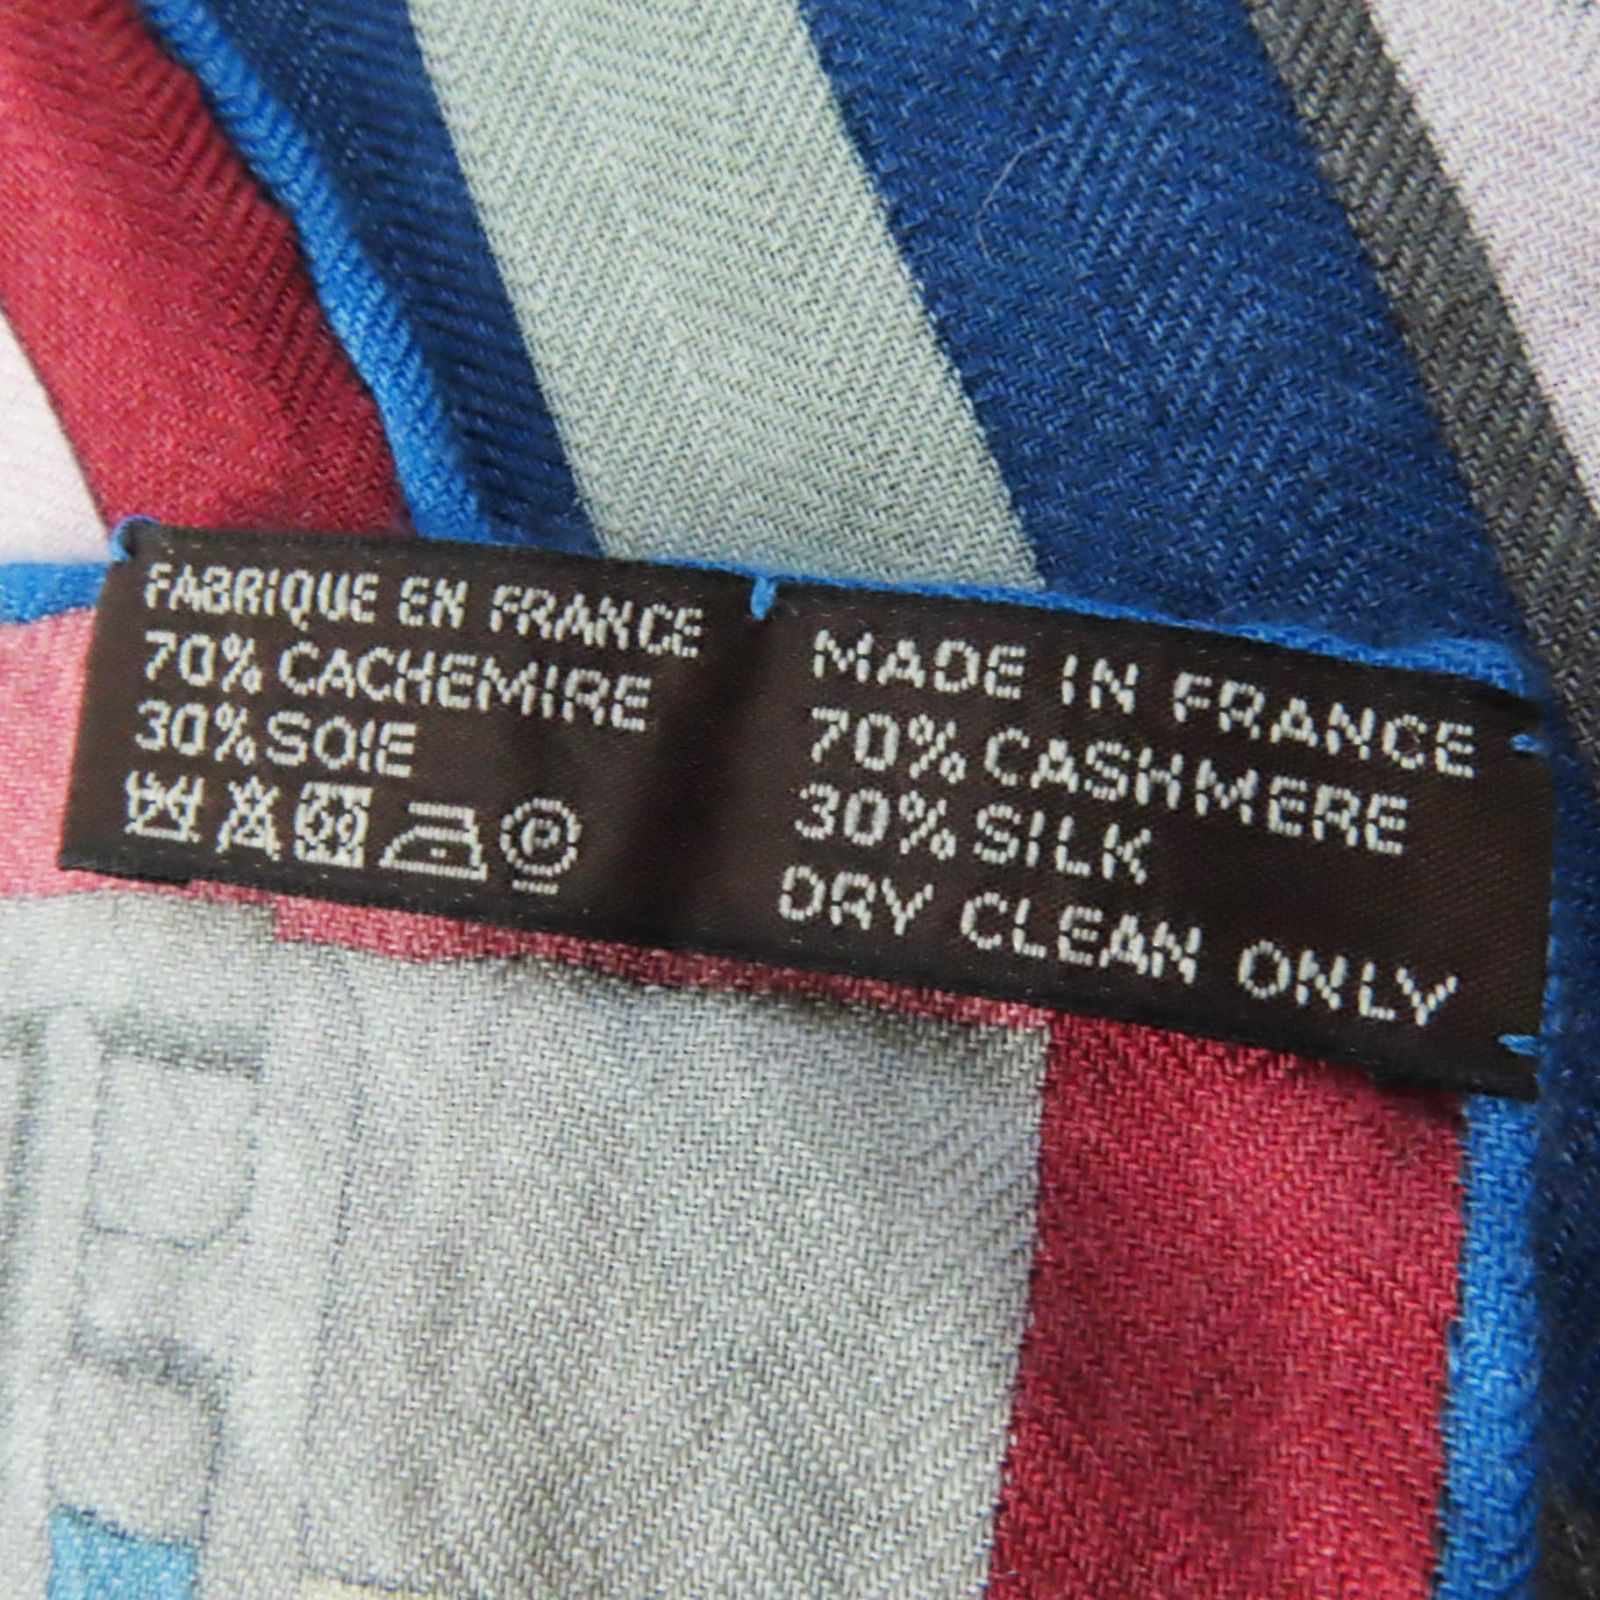 FABRIQUE EN FRANCE
70% CACHEMIRE
30% SOIE
P
MADE IN FRANCE
70% CASHMERE
30% SILK
DRY CLEAN ONLY